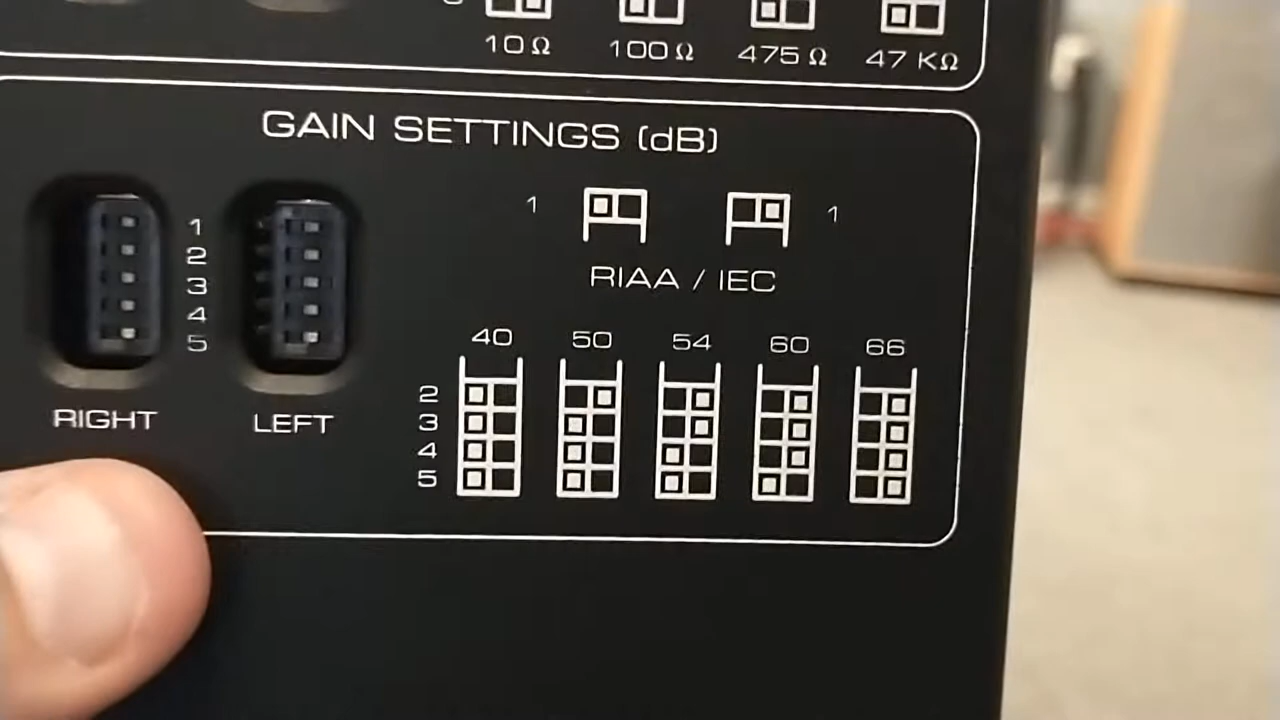 10 Ω 100 Ω 475 Ω 47 KΩ
GAIN SETTINGS (dB)
1 1
RIAA / IEC
1
2
3
4
5
RIGHT LEFT
40 50 54 60 66
2
3
4
5